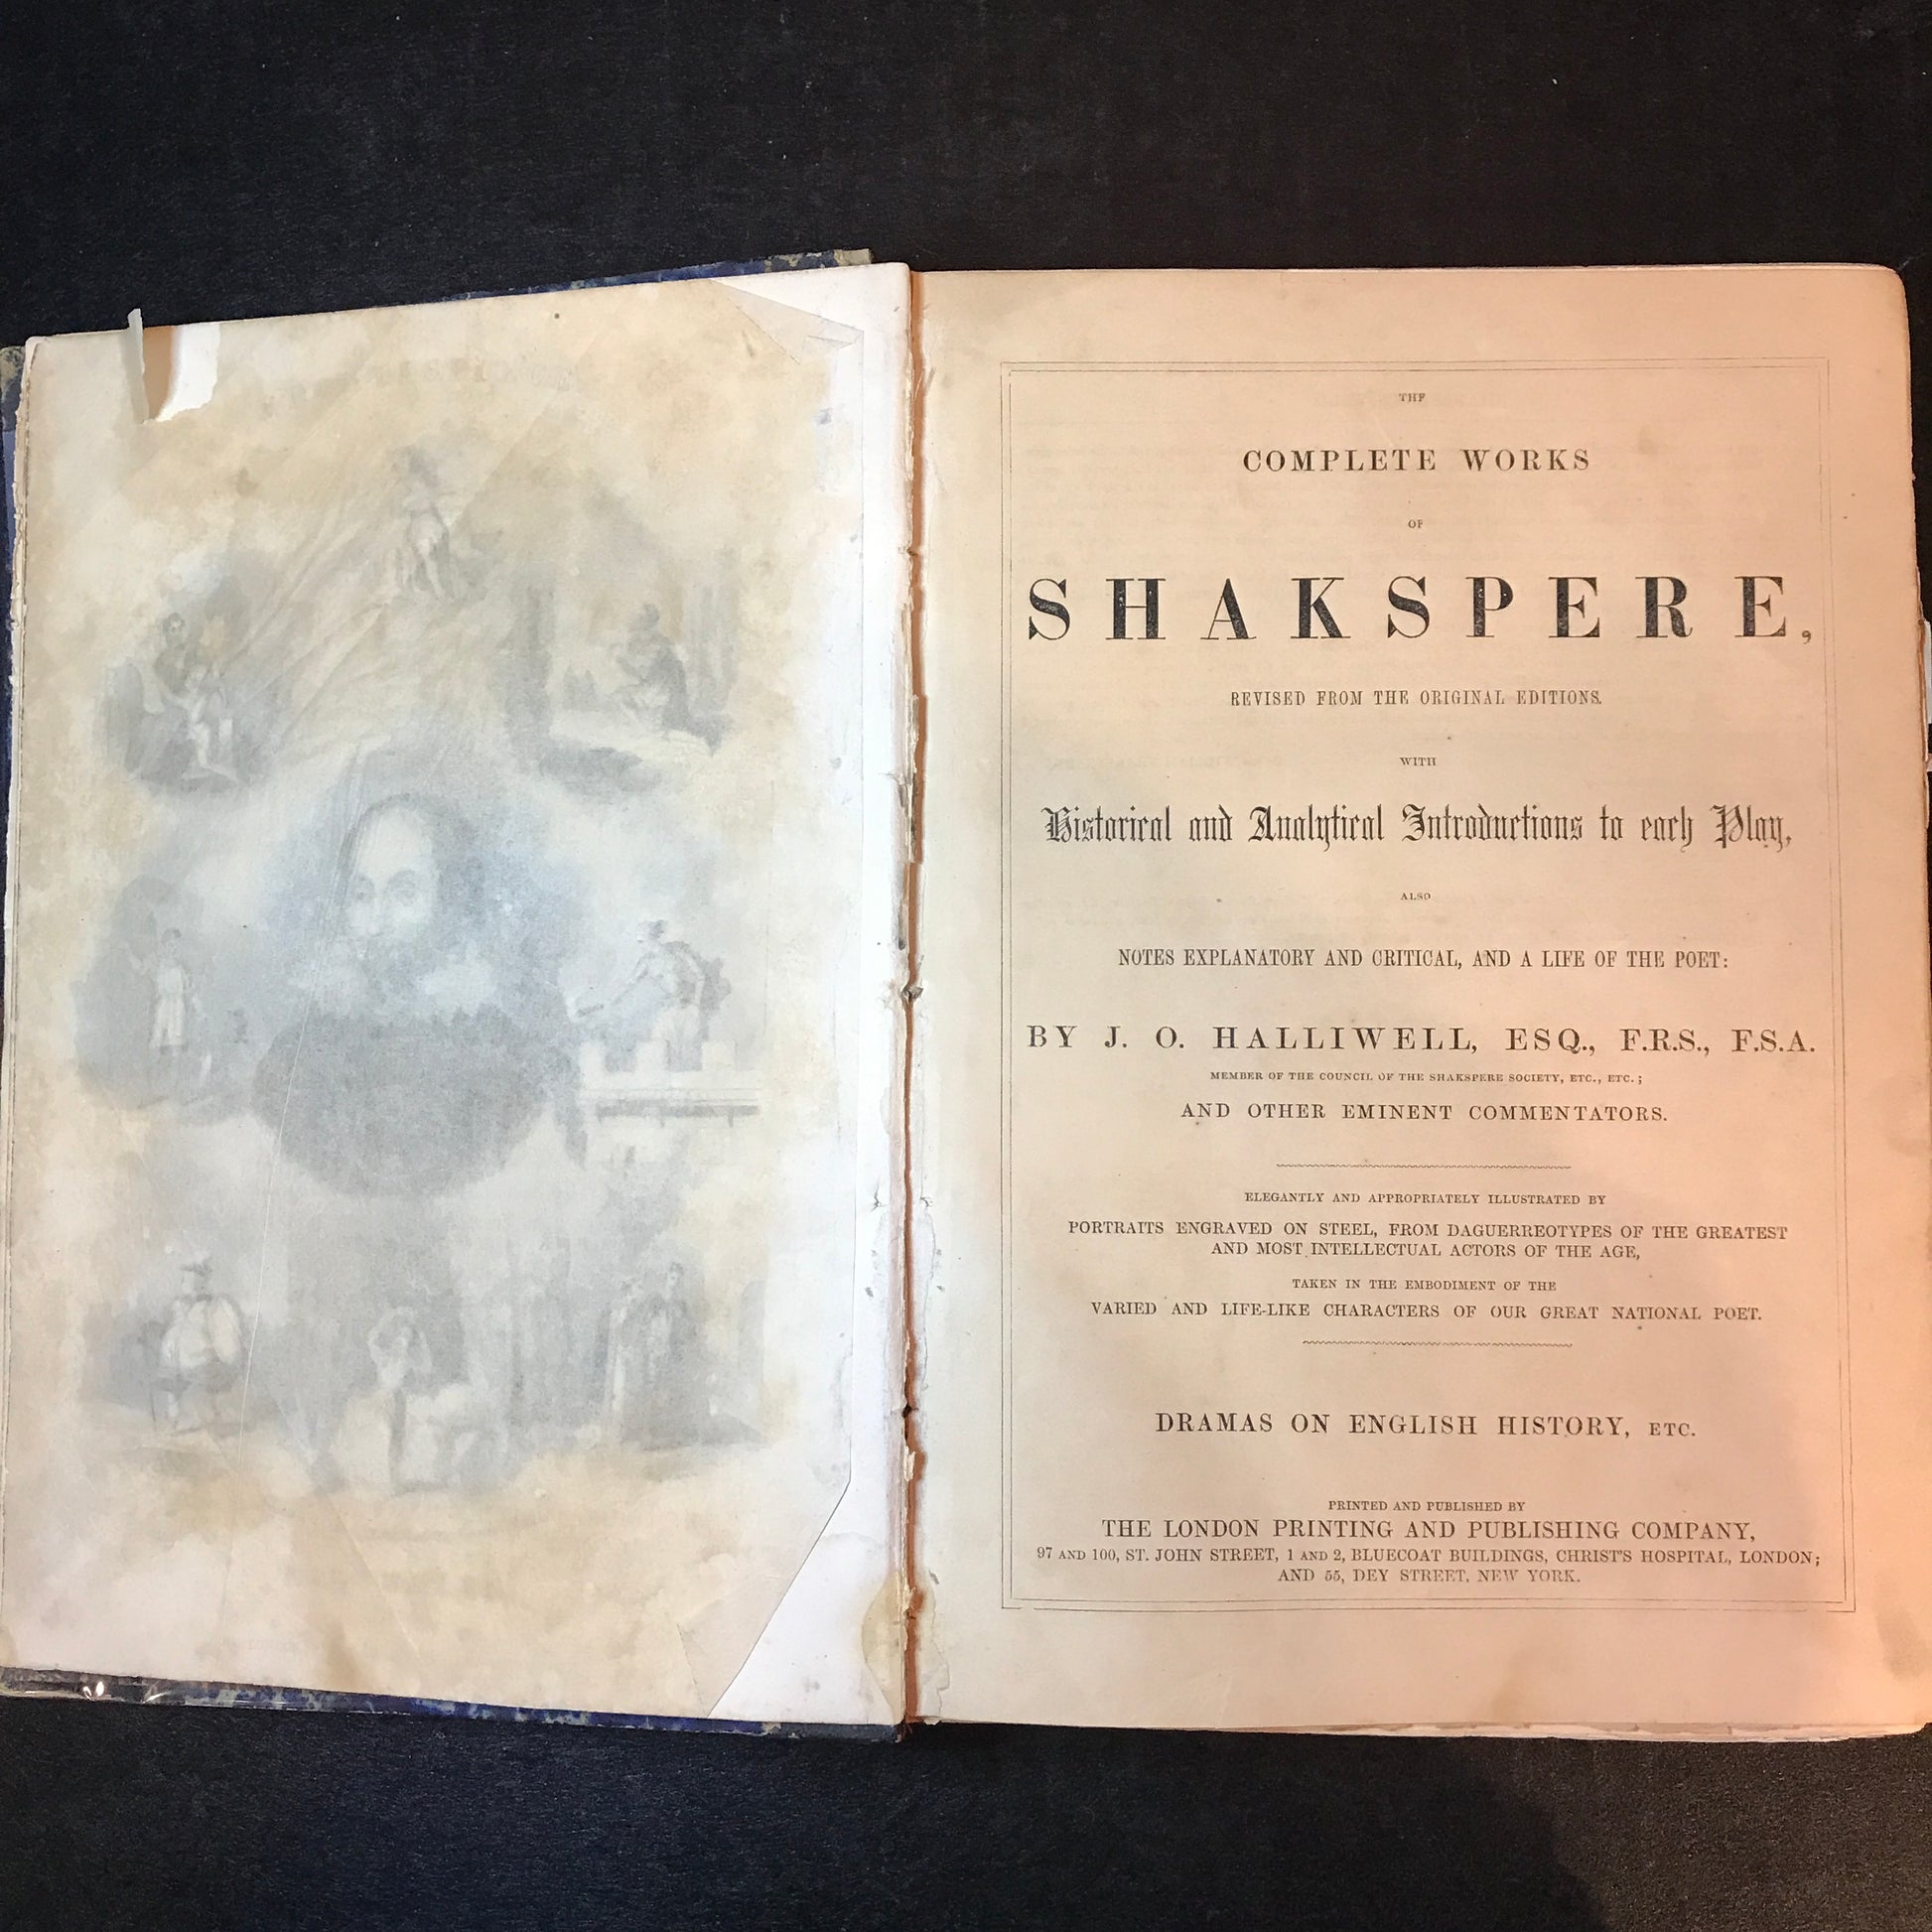 THE
COMPLETE WORKS
OF
SHAKSPERE,
REVISED FROM THE ORIGINAL EDITIONS.
WITH
Historical and Analytical Introductions to each Play,
ALSO
NOTES EXPLANATORY AND CRITICAL, AND A LIFE OF THE POET:
BY J. O. HALLIWELL, ESQ., F.R.S., F.S.A.
MEMBER OF THE COUNCIL OF THE SHAKSPERE SOCIETY, ETC., ETC.;
AND OTHER EMINENT COMMENTATORS.
ELEGANTLY AND APPROPRIATELY ILLUSTRATED BY
PORTRAITS ENGRAVED ON STEEL, FROM DAGUERREOTYPES OF THE GREATEST
AND MOST INTELLECTUAL ACTORS OF THE AGE,
TAKEN IN THE EMBODIMENT OF THE
VARIED AND LIFE-LIKE CHARACTERS OF OUR GREAT NATIONAL POET.
DRAMAS ON ENGLISH HISTORY, ETC.
PRINTED AND PUBLISHED BY
THE LONDON PRINTING AND PUBLISHING COMPANY,
97 AND 100, ST. JOHN STREET, 1 AND 2, BLUECOAT BUILDINGS, CHRIST'S HOSPITAL, LONDON;
AND 55, DEY STREET, NEW YORK.